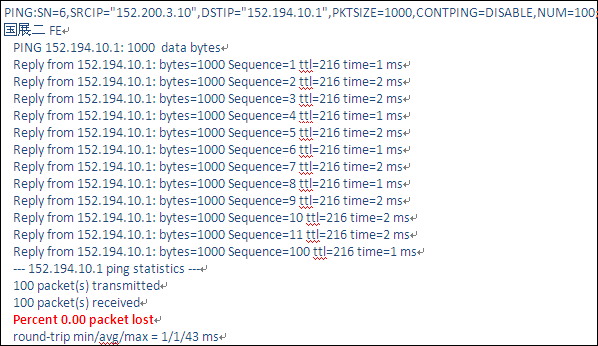 PING:SN=6,SRCIP="152.200.3.10",DSTIP="152.194.10.1",PKTSIZE=1000,CONTPING=DISABLE,NUM=100;
国展二 FE↵
PING 152.194.10.1: 1000  data bytes↵
Reply from 152.194.10.1: bytes=1000 Sequence=1 ttl=216 time=1 ms↵
Reply from 152.194.10.1: bytes=1000 Sequence=2 ttl=216 time=2 ms↵
Reply from 152.194.10.1: bytes=1000 Sequence=3 ttl=216 time=2 ms↵
Reply from 152.194.10.1: bytes=1000 Sequence=4 ttl=216 time=1 ms↵
Reply from 152.194.10.1: bytes=1000 Sequence=5 ttl=216 time=2 ms↵
Reply from 152.194.10.1: bytes=1000 Sequence=6 ttl=216 time=1 ms↵
Reply from 152.194.10.1: bytes=1000 Sequence=7 ttl=216 time=2 ms↵
Reply from 152.194.10.1: bytes=1000 Sequence=8 ttl=216 time=1 ms↵
Reply from 152.194.10.1: bytes=1000 Sequence=9 ttl=216 time=2 ms↵
Reply from 152.194.10.1: bytes=1000 Sequence=10 ttl=216 time=2 ms↵
Reply from 152.194.10.1: bytes=1000 Sequence=11 ttl=216 time=2 ms↵
Reply from 152.194.10.1: bytes=1000 Sequence=100 ttl=216 time=1 ms↵
--- 152.194.10.1 ping statistics ---↵
100 packet(s) transmitted↵
100 packet(s) received↵
Percent 0.00 packet lost↵
round-trip min/avg/max = 1/1/43 ms↵